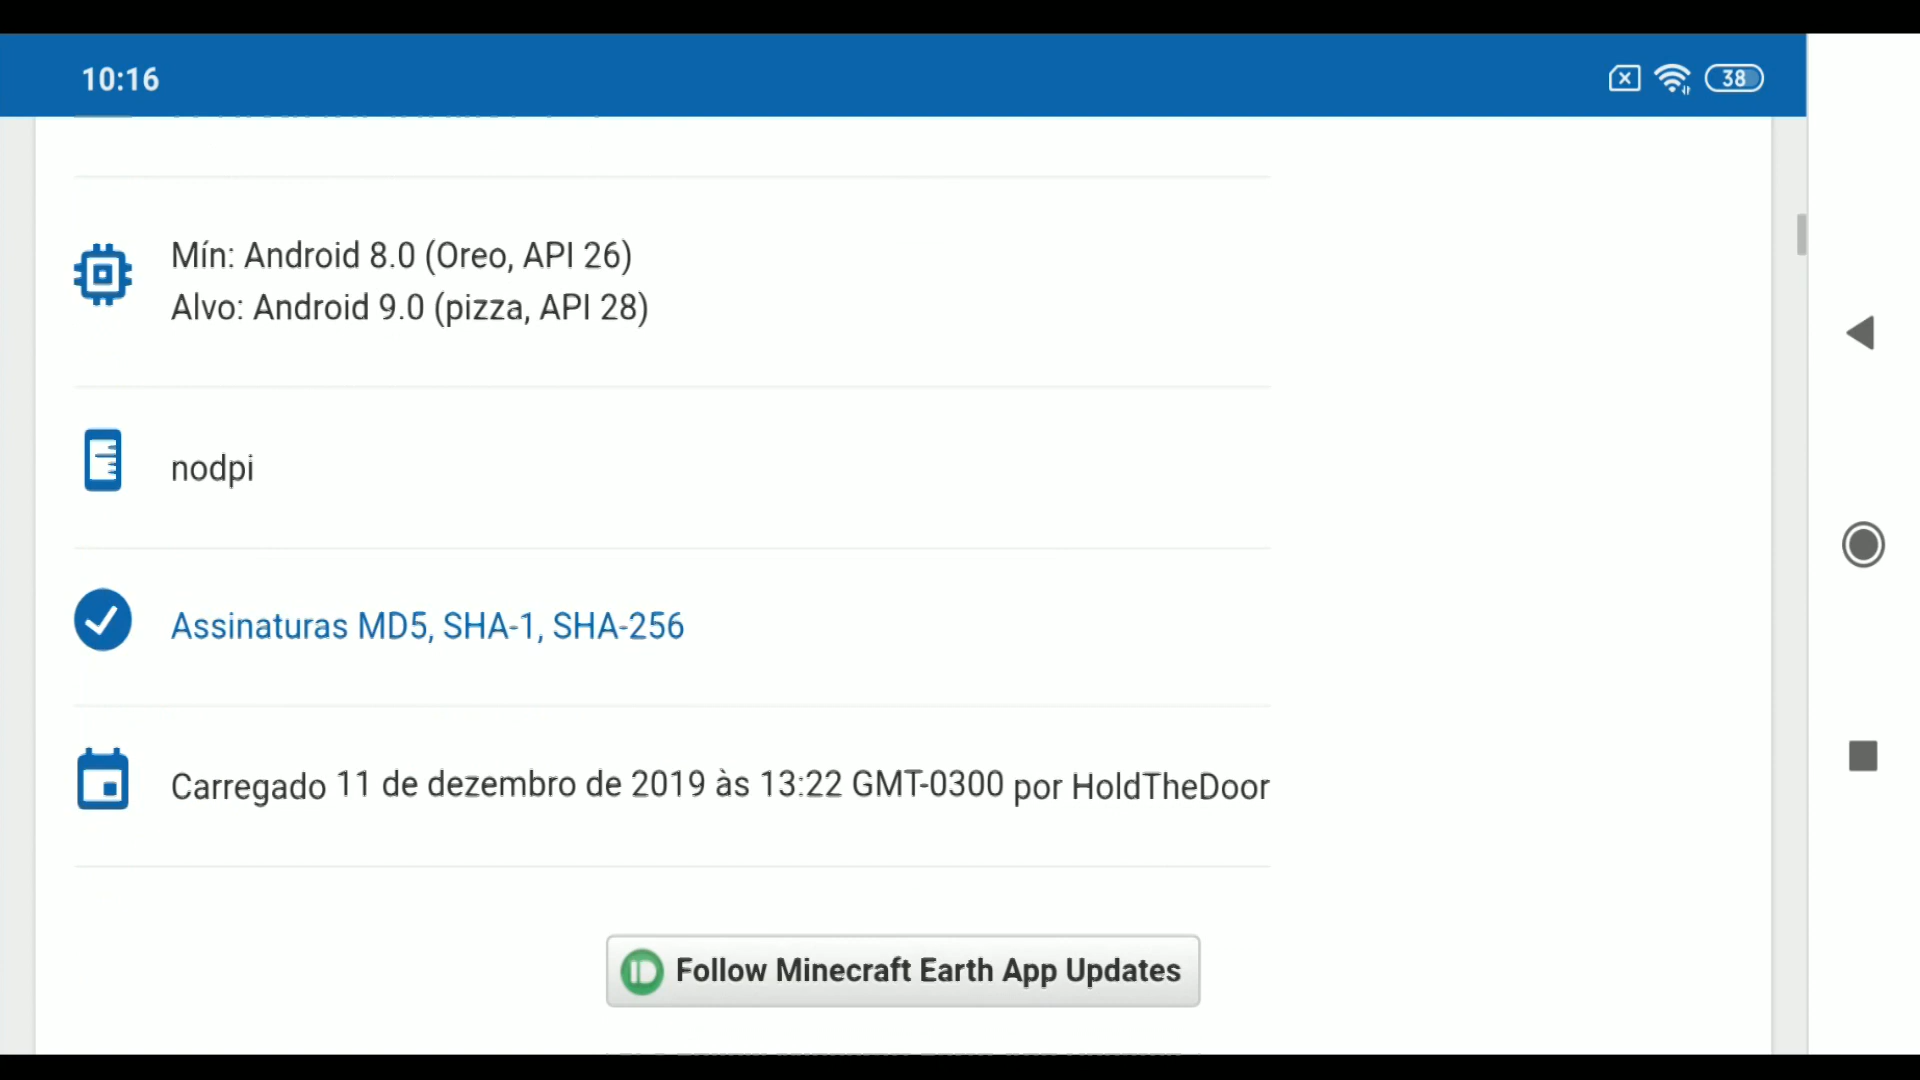 10:16
38
Mín: Android 8.0 (Oreo, API 26)
Alvo: Android 9.0 (pizza, API 28)
nodpi
Assinaturas MD5, SHA-1, SHA-256
Carregado 11 de dezembro de 2019 às 13:22 GMT-0300 por HoldTheDoor
Follow Minecraft Earth App Updates